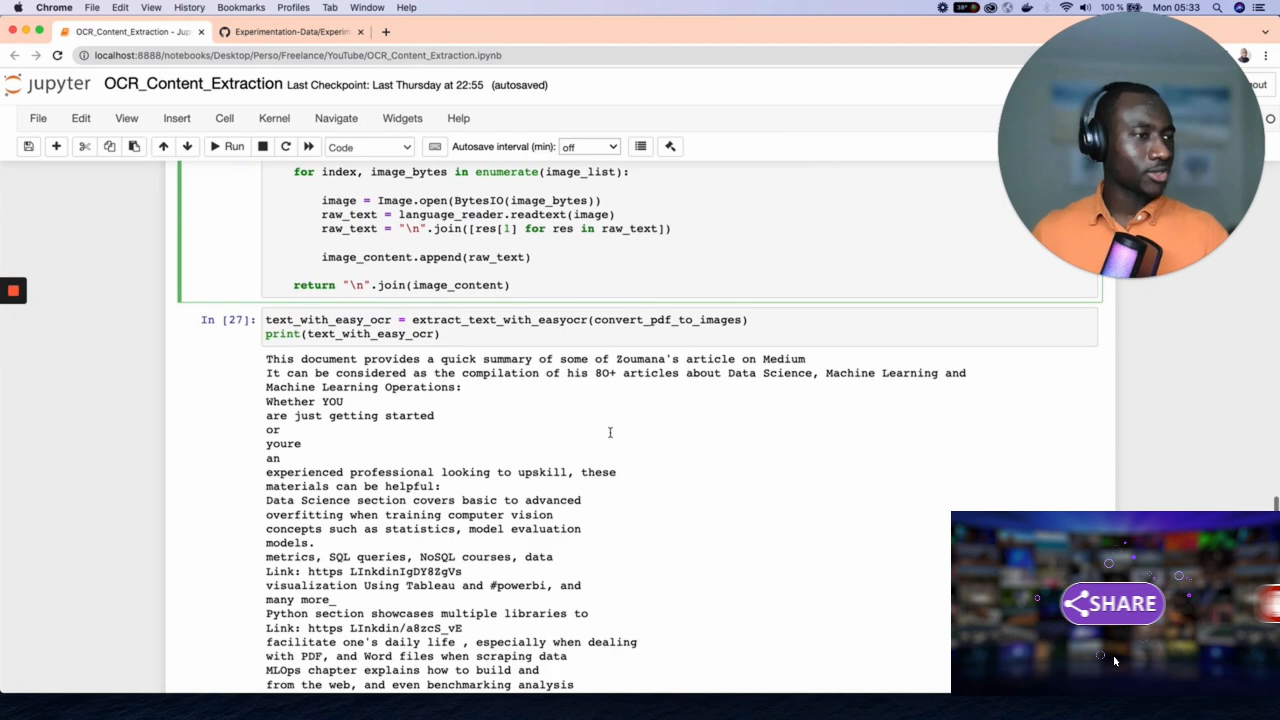 Chrome File Edit View History Bookmarks Profiles Tab Window Help
38° 100 % Mon 05:33
OCR_Content_Extraction - Jup
Experimentation-Data/Experim
localhost:8888/notebooks/Desktop/Perso/Freelance/YouTube/OCR_Content_Extraction.ipynb
jupyter OCR_Content_Extraction Last Checkpoint: Last Thursday at 22:55 (autosaved)
File Edit View Insert Cell Kernel Navigate Widgets Help
Run Code Autosave interval (min): off
for index, image_bytes in enumerate(image_list):
image = Image.open(BytesIO(image_bytes))
raw_text = language_reader.readtext(image)
raw_text = "\n".join([res[1] for res in raw_text])
image_content.append(raw_text)
return "\n".join(image_content)
In [27]: text_with_easy_ocr = extract_text_with_easyocr(convert_pdf_to_images)
print(text_with_easy_ocr)
This document provides a quick summary of some of Zoumana's article on Medium
It can be considered as the compilation of his 8O+ articles about Data Science, Machine Learning and
Machine Learning Operations:
Whether YOU
are just getting started
or
youre
an
experienced professional looking to upskill, these
materials can be helpful:
Data Science section covers basic to advanced
overfitting when training computer vision
concepts such as statistics, model evaluation
models.
metrics, SQL queries, NoSQL courses, data
Link: https LInkdinIgDY8ZgVs
visualization Using Tableau and #powerbi, and
many more_
Python section showcases multiple libraries to
Link: https LInkdin/a8zcS_vE
facilitate one's daily life , especially when dealing
with PDF, and Word files when scraping data
MLOps chapter explains how to build and
from the web, and even benchmarking analysis
SHARE